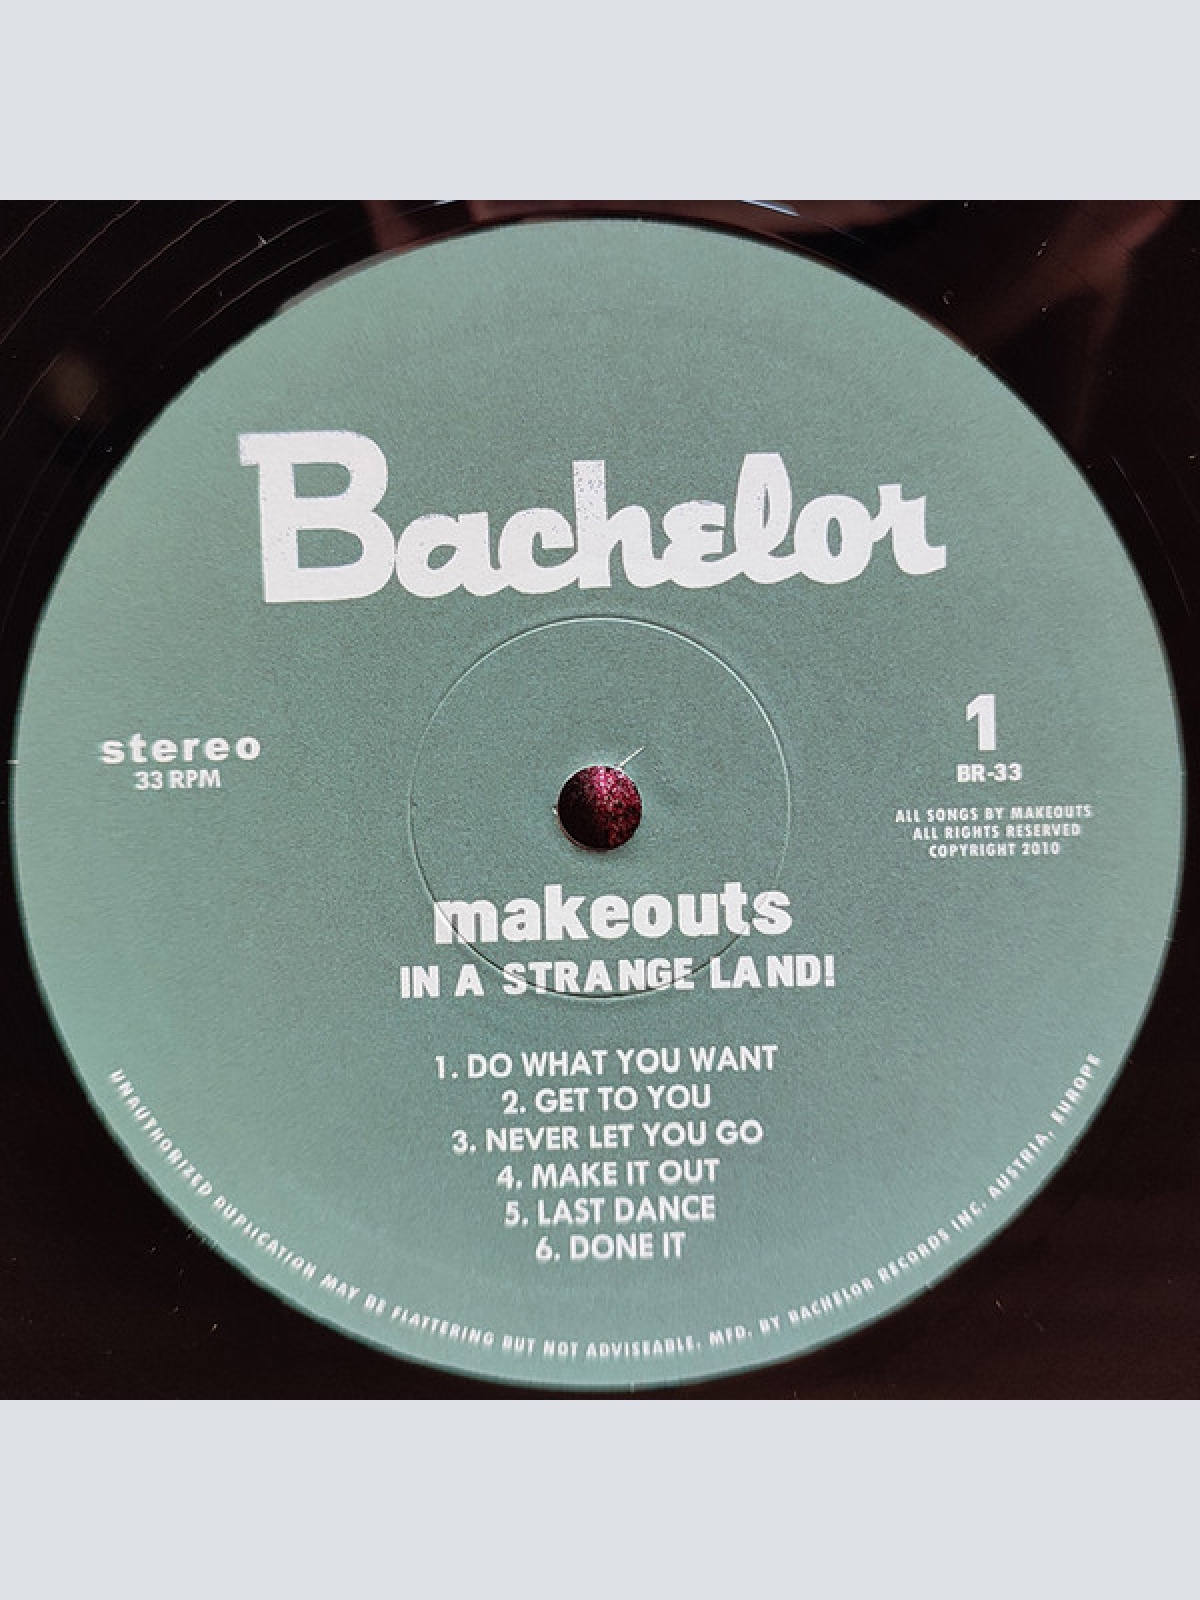 Bachelor
stereo
33 RPM
1
BR-33
ALL SONGS BY MAKEOUTS
ALL RIGHTS RESERVED
COPYRIGHT 2010
makeouts
IN A STRANGE LAND!
1. DO WHAT YOU WANT
2. GET TO YOU
3. NEVER LET YOU GO
4. MAKE IT OUT
5. LAST DANCE
6. DONE IT
UNAUTHORIZED DUPLICATION MAY BE FLATTERING BUT NOT ADVISEABLE. MFD. BY BACHELOR RECORDS INC. AUSTRIA, EUROPE